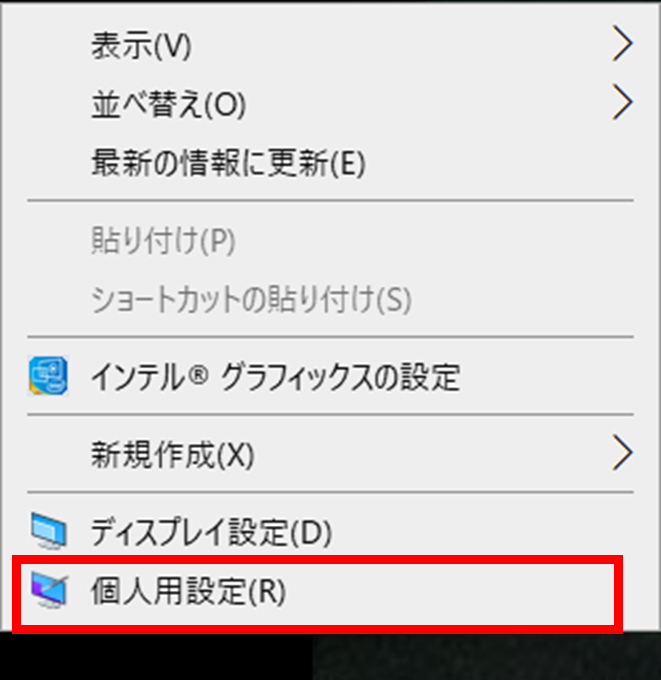 表示(V)
並べ替え(O)
最新の情報に更新(E)
貼り付け(P)
ショートカットの貼り付け(S)
インテル® グラフィックスの設定
新規作成(X)
ディスプレイ設定(D)
個人用設定(R)